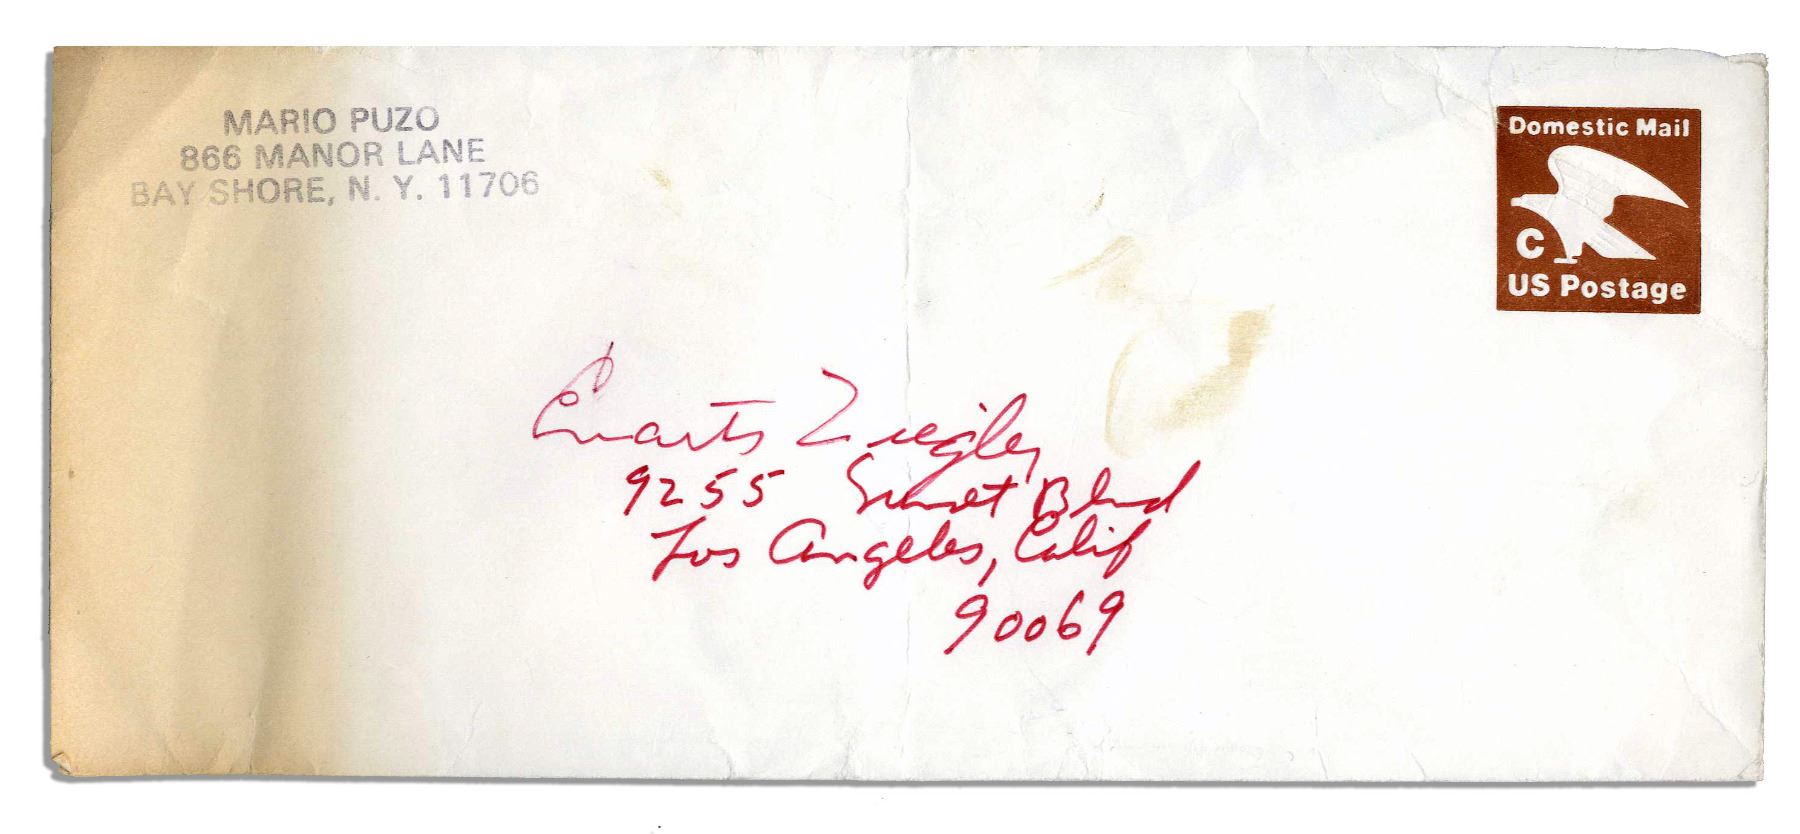 MARIO PUZO
866 MANOR LANE
BAY SHORE, N. Y. 11706
Domestic Mail
C
US Postage
Evarts Ziegler
9255 Sunset Blvd
Los Angeles, Calif
90069